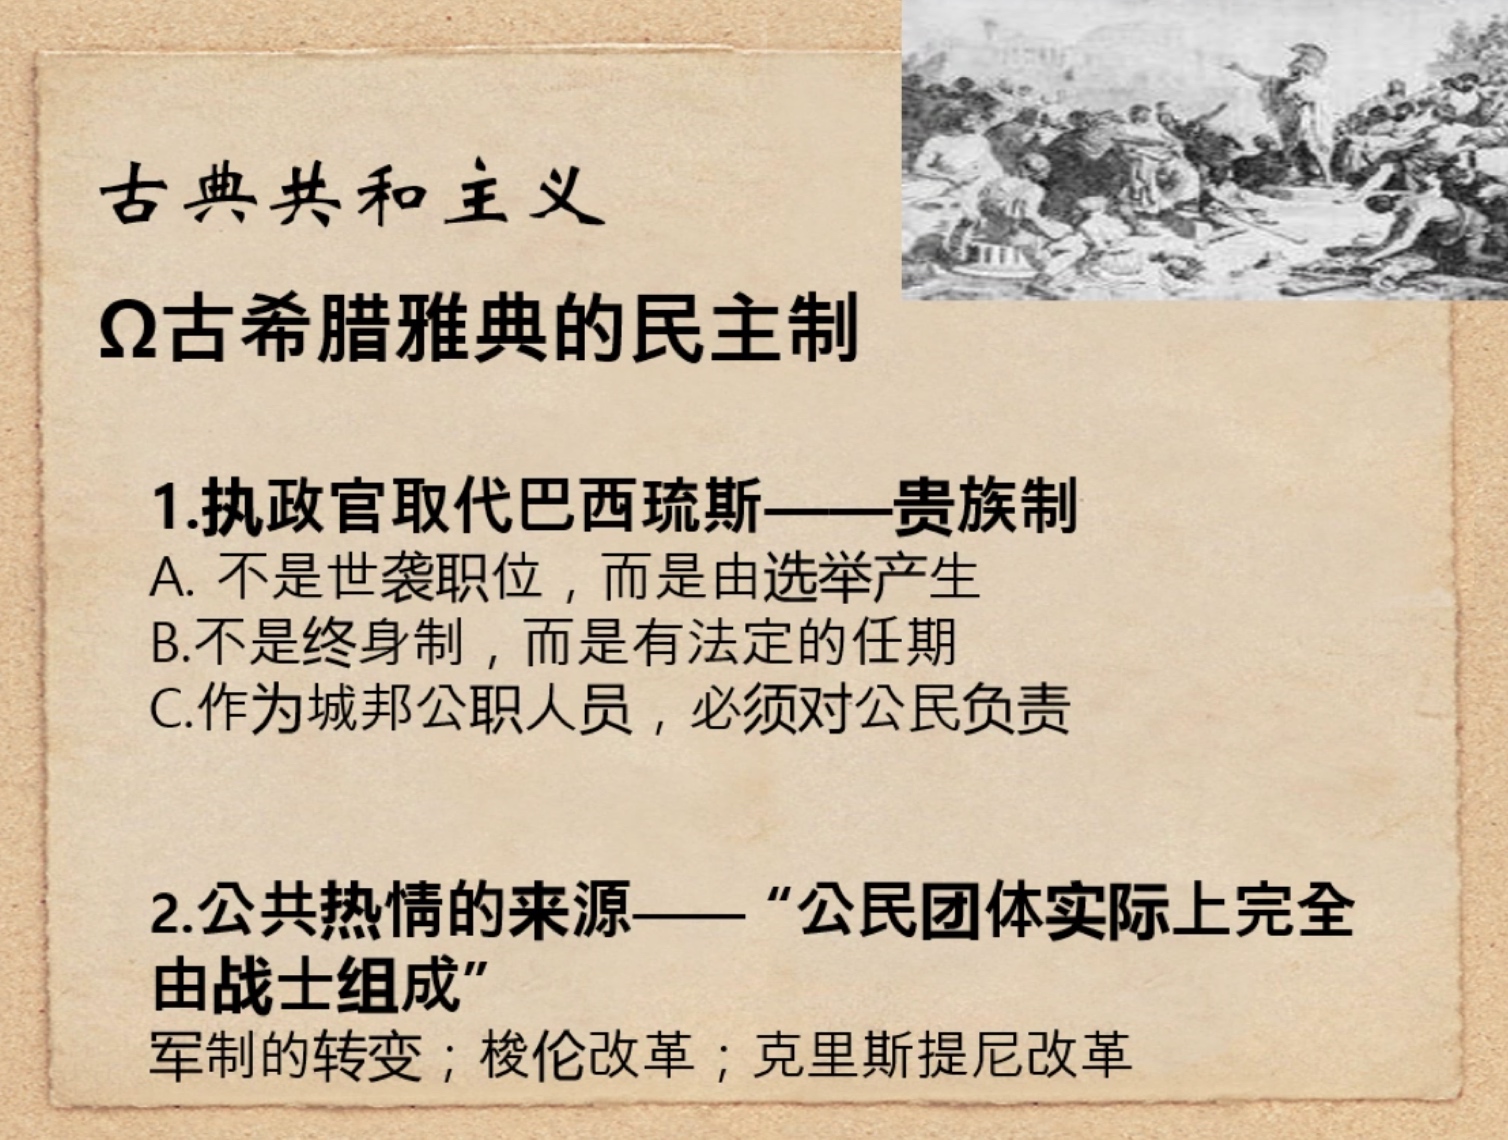 古典共和主义
Ω古希腊雅典的民主制
1.执政官取代巴西琉斯——贵族制
A. 不是世袭职位，而是由选举产生
B.不是终身制，而是有法定的任期
C.作为城邦公职人员，必须对公民负责
2.公共热情的来源—— “公民团体实际上完全
由战士组成”
军制的转变；梭伦改革；克里斯提尼改革